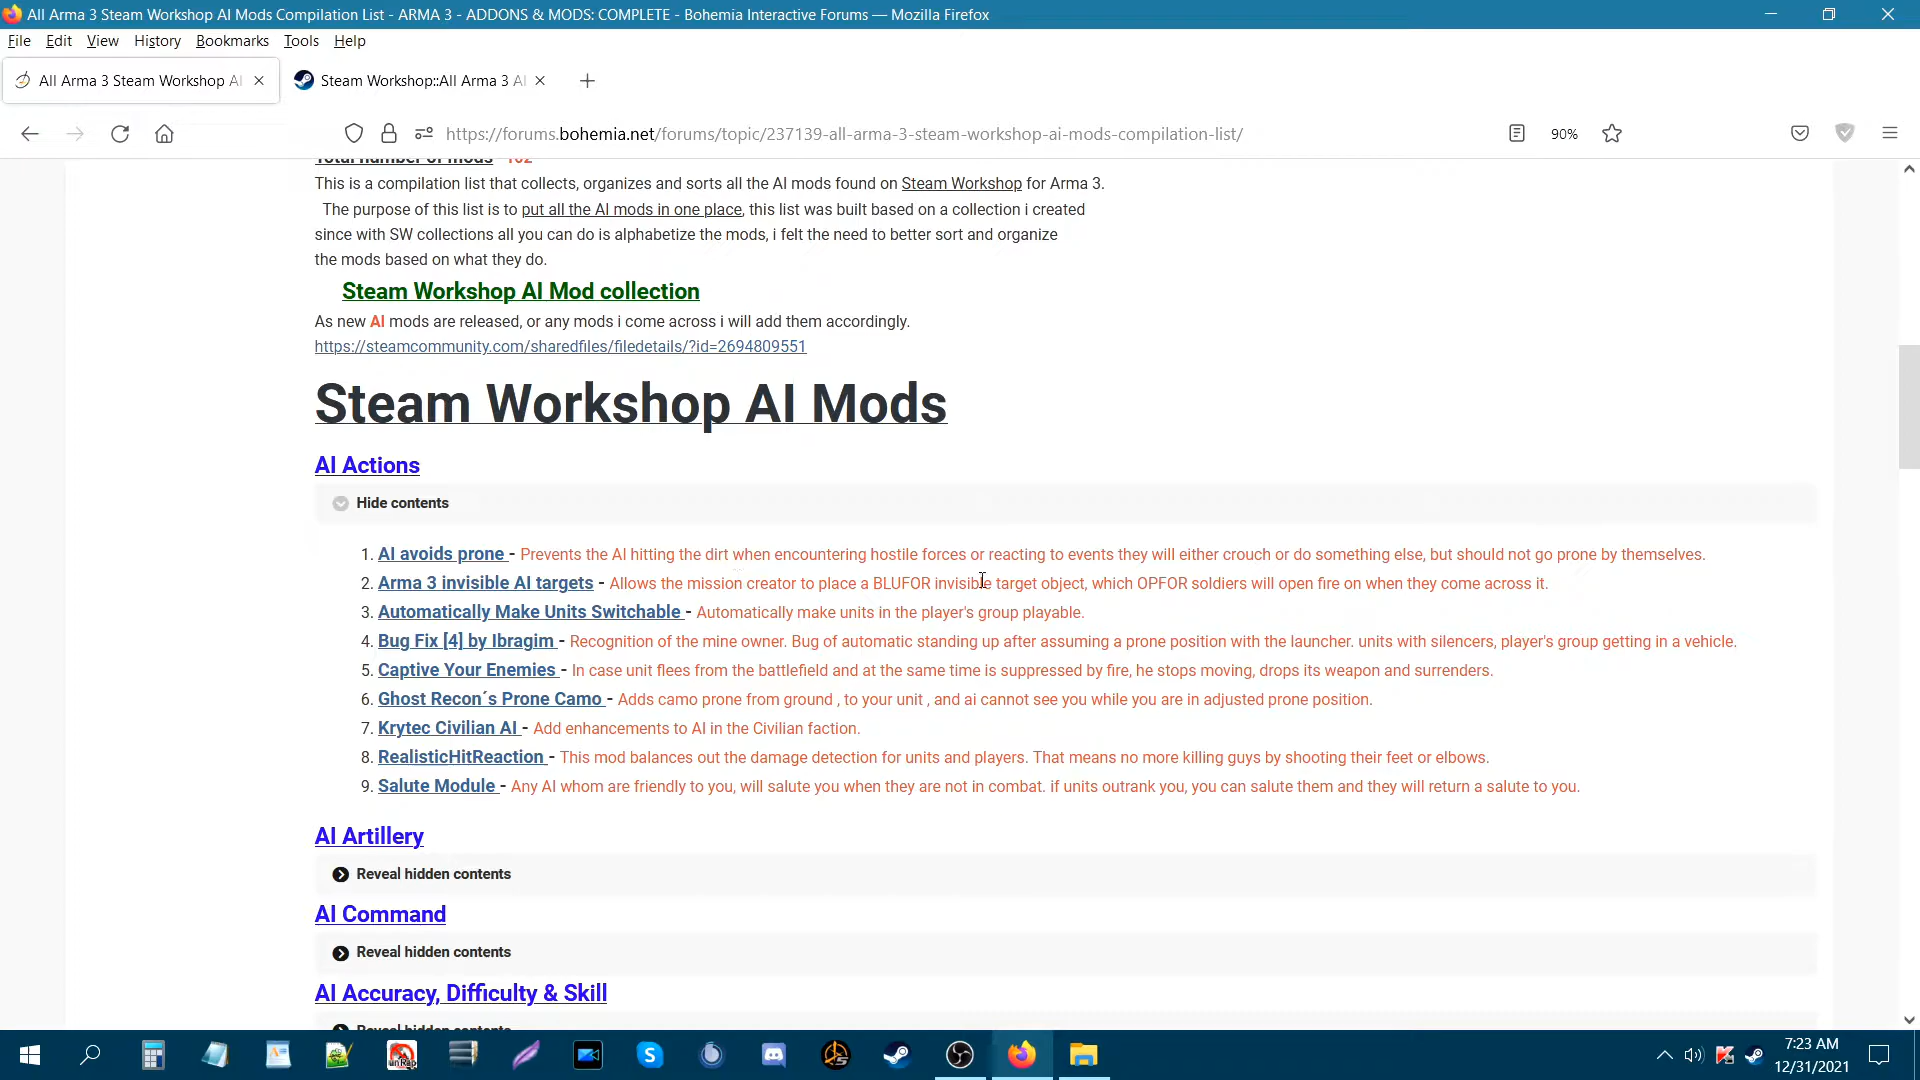 All Arma 3 Steam Workshop AI Mods Compilation List - ARMA 3 - ADDONS & MODS: COMPLETE - Bohemia Interactive Forums — Mozilla Firefox
File Edit View History Bookmarks Tools Help
All Arma 3 Steam Workshop AI
Steam Workshop::All Arma 3 AI
https://forums.bohemia.net/forums/topic/237139-all-arma-3-steam-workshop-ai-mods-compilation-list/
90%
Total number of mods 162
This is a compilation list that collects, organizes and sorts all the AI mods found on Steam Workshop for Arma 3.
The purpose of this list is to put all the AI mods in one place, this list was built based on a collection i created
since with SW collections all you can do is alphabetize the mods, i felt the need to better sort and organize
the mods based on what they do.
Steam Workshop AI Mod collection
As new AI mods are released, or any mods i come across i will add them accordingly.
https://steamcommunity.com/sharedfiles/filedetails/?id=2694809551
Steam Workshop AI Mods
AI Actions
Hide contents
1. AI avoids prone - Prevents the AI hitting the dirt when encountering hostile forces or reacting to events they will either crouch or do something else, but should not go prone by themselves.
2. Arma 3 invisible AI targets - Allows the mission creator to place a BLUFOR invisible target object, which OPFOR soldiers will open fire on when they come across it.
3. Automatically Make Units Switchable - Automatically make units in the player's group playable.
4. Bug Fix [4] by Ibragim - Recognition of the mine owner. Bug of automatic standing up after assuming a prone position with the launcher. units with silencers, player's group getting in a vehicle.
5. Captive Your Enemies - In case unit flees from the battlefield and at the same time is suppressed by fire, he stops moving, drops its weapon and surrenders.
6. Ghost Recon´s Prone Camo - Adds camo prone from ground , to your unit , and ai cannot see you while you are in adjusted prone position.
7. Krytec Civilian AI - Add enhancements to AI in the Civilian faction.
8. RealisticHitReaction - This mod balances out the damage detection for units and players. That means no more killing guys by shooting their feet or elbows.
9. Salute Module - Any AI whom are friendly to you, will salute you when they are not in combat. if units outrank you, you can salute them and they will return a salute to you.
AI Artillery
Reveal hidden contents
AI Command
Reveal hidden contents
AI Accuracy, Difficulty & Skill
Reveal hidden contents
7:23 AM
12/31/2021